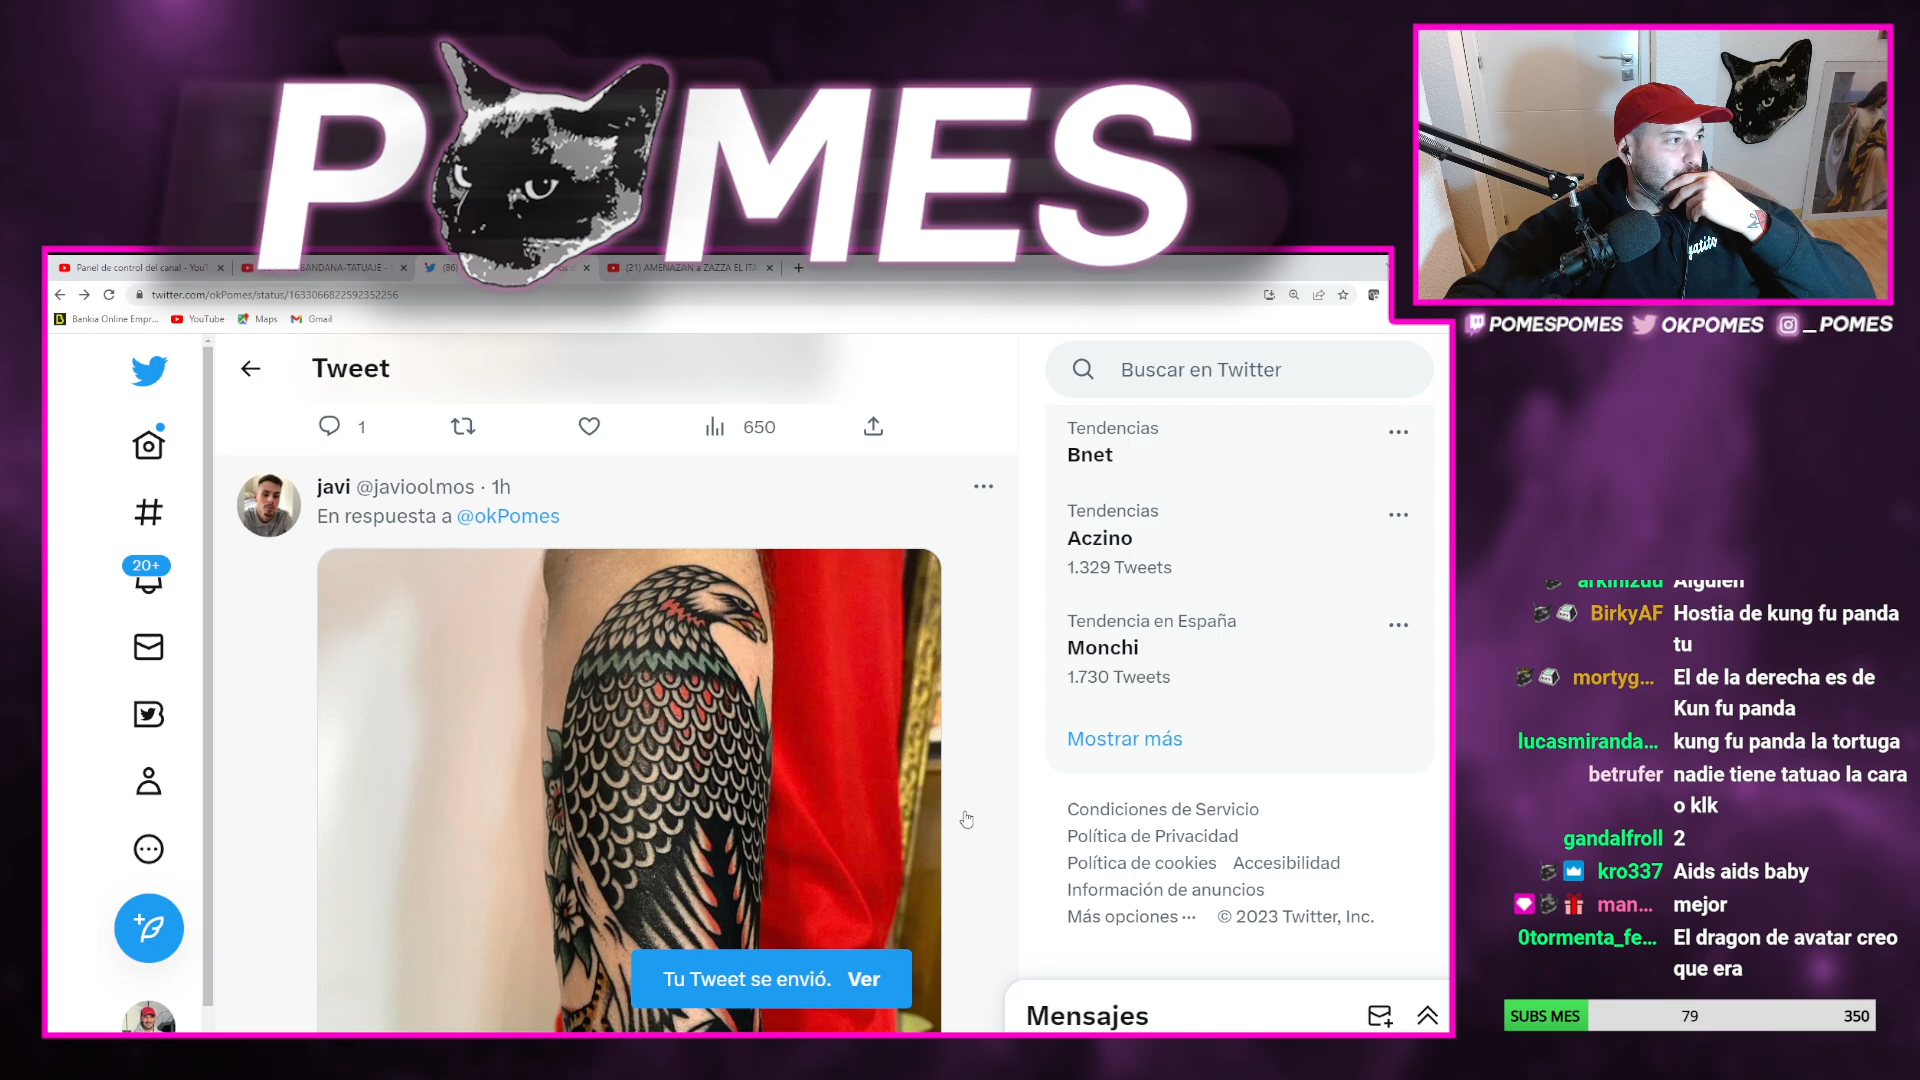 POMES
Panel de control del canal - YouT
BANDANA-TATUAJE -
(86)
(21) AMENAZAN a ZAZZA EL ITA
twitter.com/okPomes/status/1633066822592352256
Bankia Online Empr...
YouTube
Maps
Gmail
Tweet
Buscar en Twitter
1
650
javi @javioolmos · 1h
En respuesta a @okPomes
20+
Tu Tweet se envió. Ver
Tendencias
Bnet
Tendencias
Aczino
1.329 Tweets
Tendencia en España
Monchi
1.730 Tweets
Mostrar más
Condiciones de Servicio
Política de Privacidad
Política de cookies Accesibilidad
Información de anuncios
Más opciones ··· © 2023 Twitter, Inc.
Mensajes
gatito
POMESPOMES OKPOMES _POMES
Alguien
BirkyAF Hostia de kung fu panda
tu
mortyg... El de la derecha es de
Kun fu panda
lucasmiranda... kung fu panda la tortuga
betrufer nadie tiene tatuao la cara
o klk
gandalfroll 2
kro337 Aids aids baby
man... mejor
0tormenta_fe... El dragon de avatar creo
que era
SUBS MES 79 350